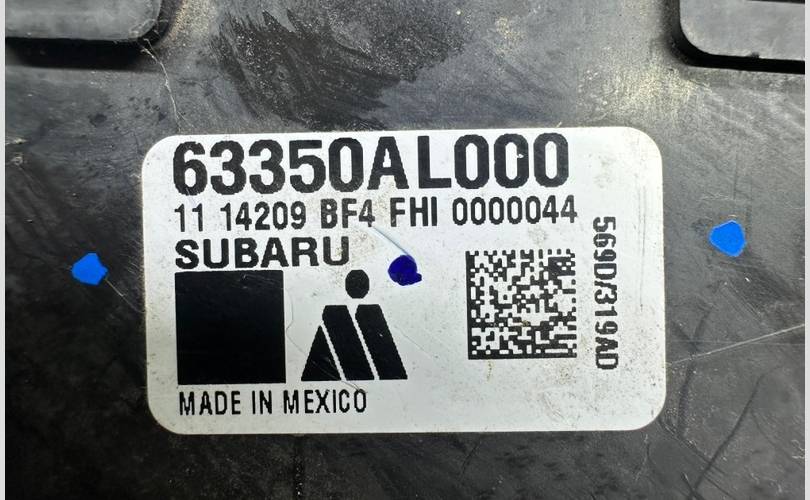 63350AL000
11 14209 BF4 FHI 0000044
SUBARU
569D/319AD
MADE IN MEXICO